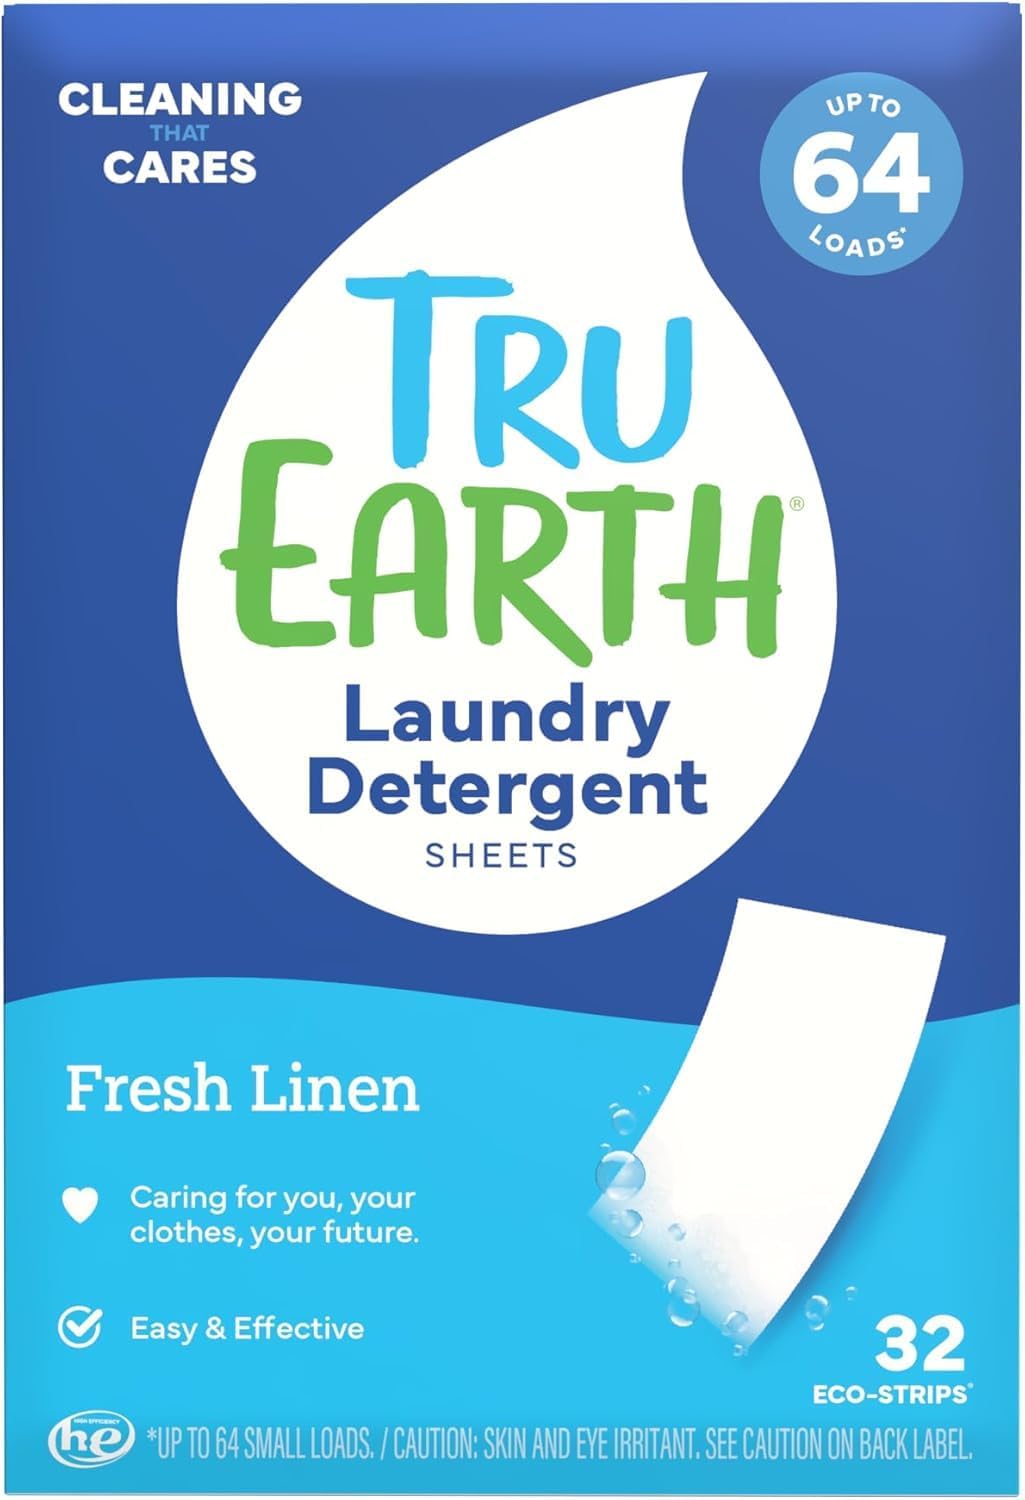 CLEANING
THAT
CARES
UP TO
64
LOADS*
TRU
EARTH®
Laundry
Detergent
SHEETS
Fresh Linen
Caring for you, your
clothes, your future.
Easy & Effective
32
ECO-STRIPS®
HIGH EFFICIENCY
he
*UP TO 64 SMALL LOADS. / CAUTION: SKIN AND EYE IRRITANT. SEE CAUTION ON BACK LABEL.